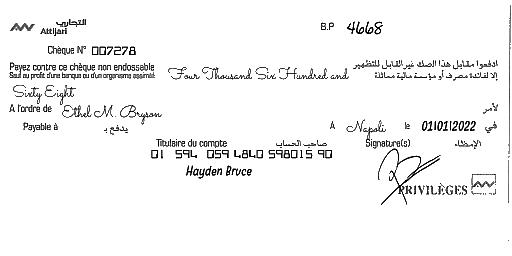 التجاري
Attijari
B.P 4668
Chèque N° 007278
Payez contre ce chèque non endossable
Sauf au profit d'une banque ou d'un organisme assimilé
Four Thousand Six Hundred and
ادفعوا مقابل هذا الصك غير القابل للتظهير
إلا لفائدة مصرف أو مؤسسة مالية مماثلة
Sixty Eight
A l'ordre de Ethel M. Bryson لأمر
Payable à يدفع بـ A Napoli le 01/01/2022 في
Titulaire du compte صاحب الحساب Signature(s) الإمضاء
01 594 059 4840 598015 90
Hayden Bruce
PRIVILÈGES